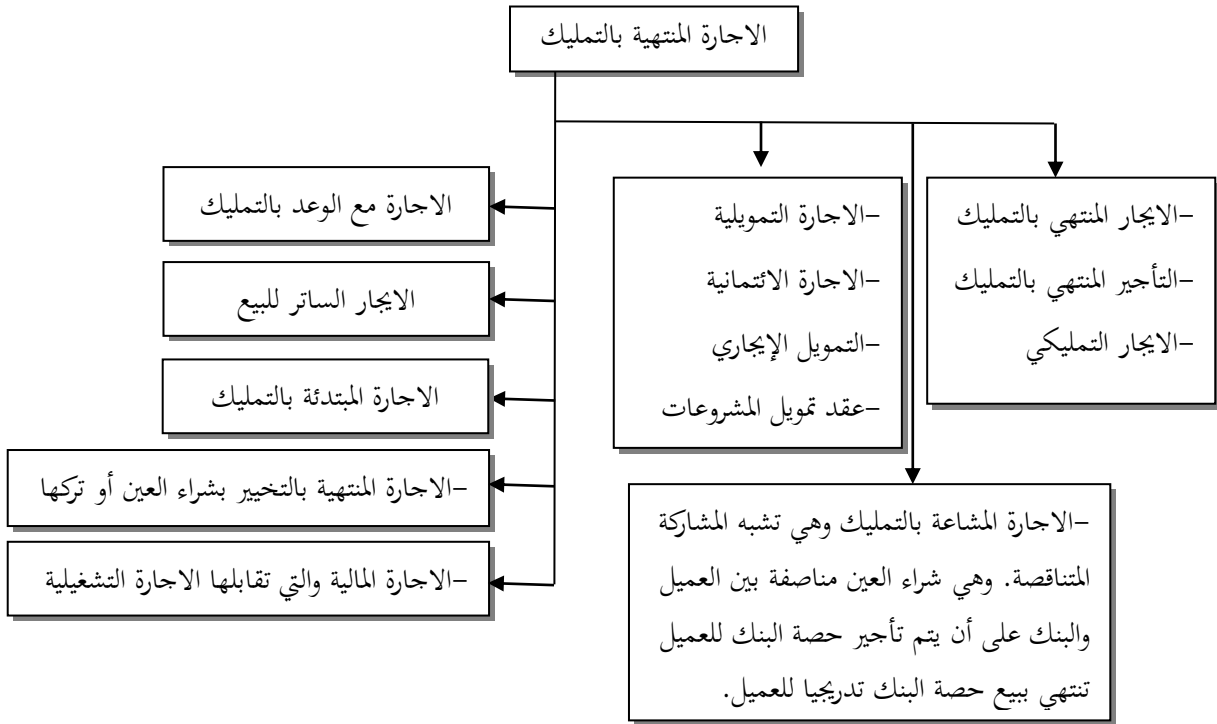 الاجارة المنتهية بالتمليك
-الايجار المنتهي بالتمليك
-التأجير المنتهي بالتمليك
-الايجار التمليكي
-الاجارة التمويلية
-الاجارة الائتمانية
-التمويل الإيجاري
-عقد تمويل المشروعات
الاجارة مع الوعد بالتمليك
الايجار الساتر للبيع
الاجارة المبتدئة بالتمليك
-الاجارة المنتهية بالتخيير بشراء العين أو تركها
-الاجارة المالية والتي تقابلها الاجارة التشغيلية
-الاجارة المشاعة بالتمليك وهي تشبه المشاركة
المتناقصة. وهي شراء العين مناصفة بين العميل
والبنك على أن يتم تأجير حصة البنك للعميل
تنتهي ببيع حصة البنك تدريجيا للعميل.